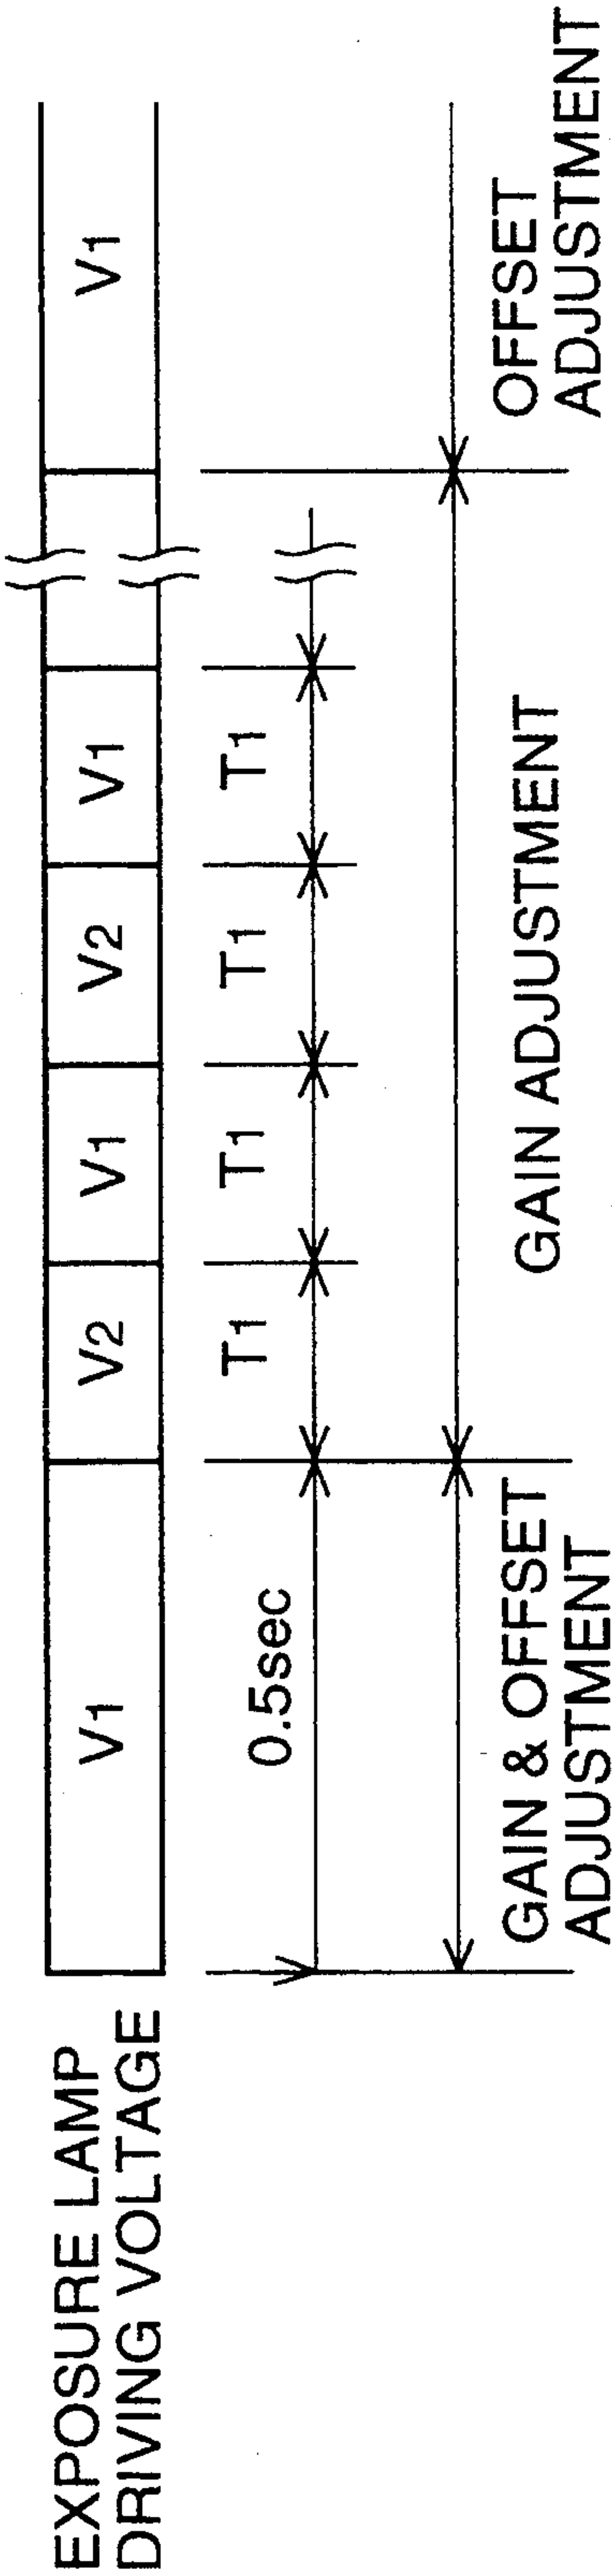 EXPOSURE LAMP
DRIVING VOLTAGE
V1
V2
V1
V2
V1
V1
0.5sec
T1
T1
T1
T1
GAIN & OFFSET
ADJUSTMENT
GAIN ADJUSTMENT
OFFSET
ADJUSTMENT